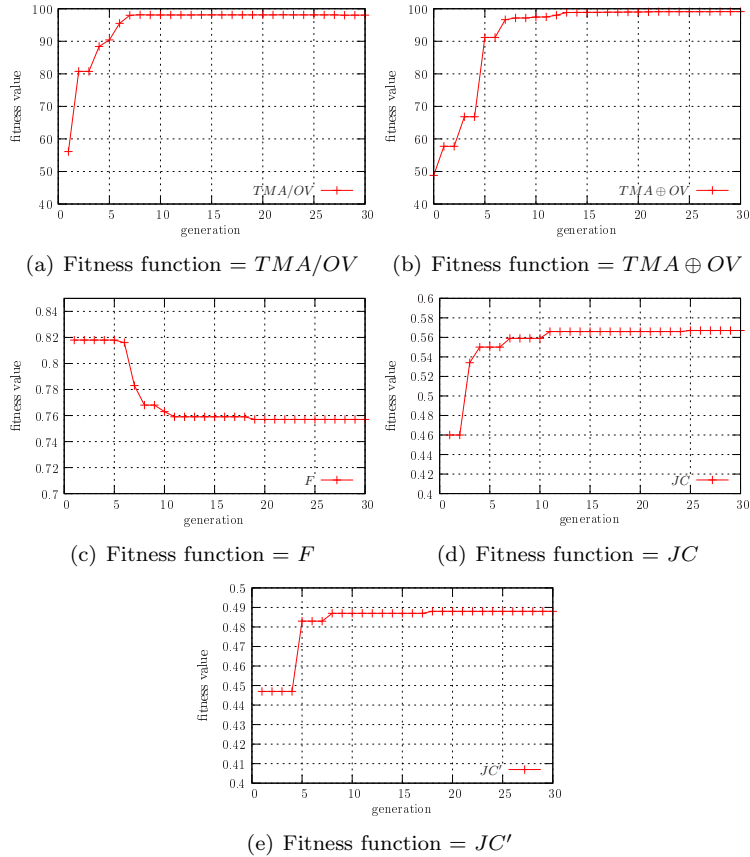 100
90
80
70
60
50
40
fitness value
TMA/OV
0 5 10 15 20 25 30
generation
(a) Fitness function = TMA/OV
100
90
80
70
60
50
40
fitness value
TMA ⊕ OV
0 5 10 15 20 25 30
generation
(b) Fitness function = TMA ⊕ OV
0.84
0.82
0.8
0.78
0.76
0.74
0.72
0.7
fitness value
F
0 5 10 15 20 25 30
generation
(c) Fitness function = F
0.6
0.58
0.56
0.54
0.52
0.5
0.48
0.46
0.44
0.42
0.4
fitness value
JC
0 5 10 15 20 25 30
generation
(d) Fitness function = JC
0.5
0.49
0.48
0.47
0.46
0.45
0.44
0.43
0.42
0.41
0.4
fitness value
JC'
0 5 10 15 20 25 30
generation
(e) Fitness function = JC'